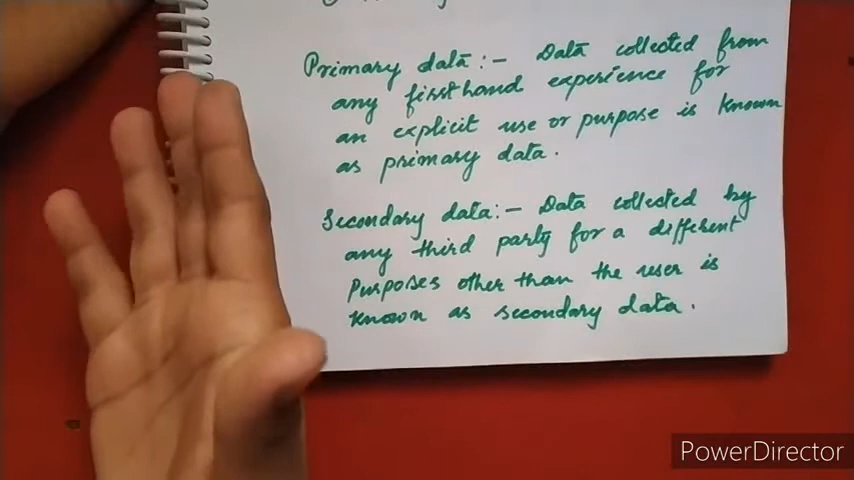 Primary data :- Data collected from
any firsthand experience for
an explicit use or purpose is known
as primary data.
Secondary data :- Data collected by
any third party for a different
purposes other than the user is
known as secondary data.
PowerDirector